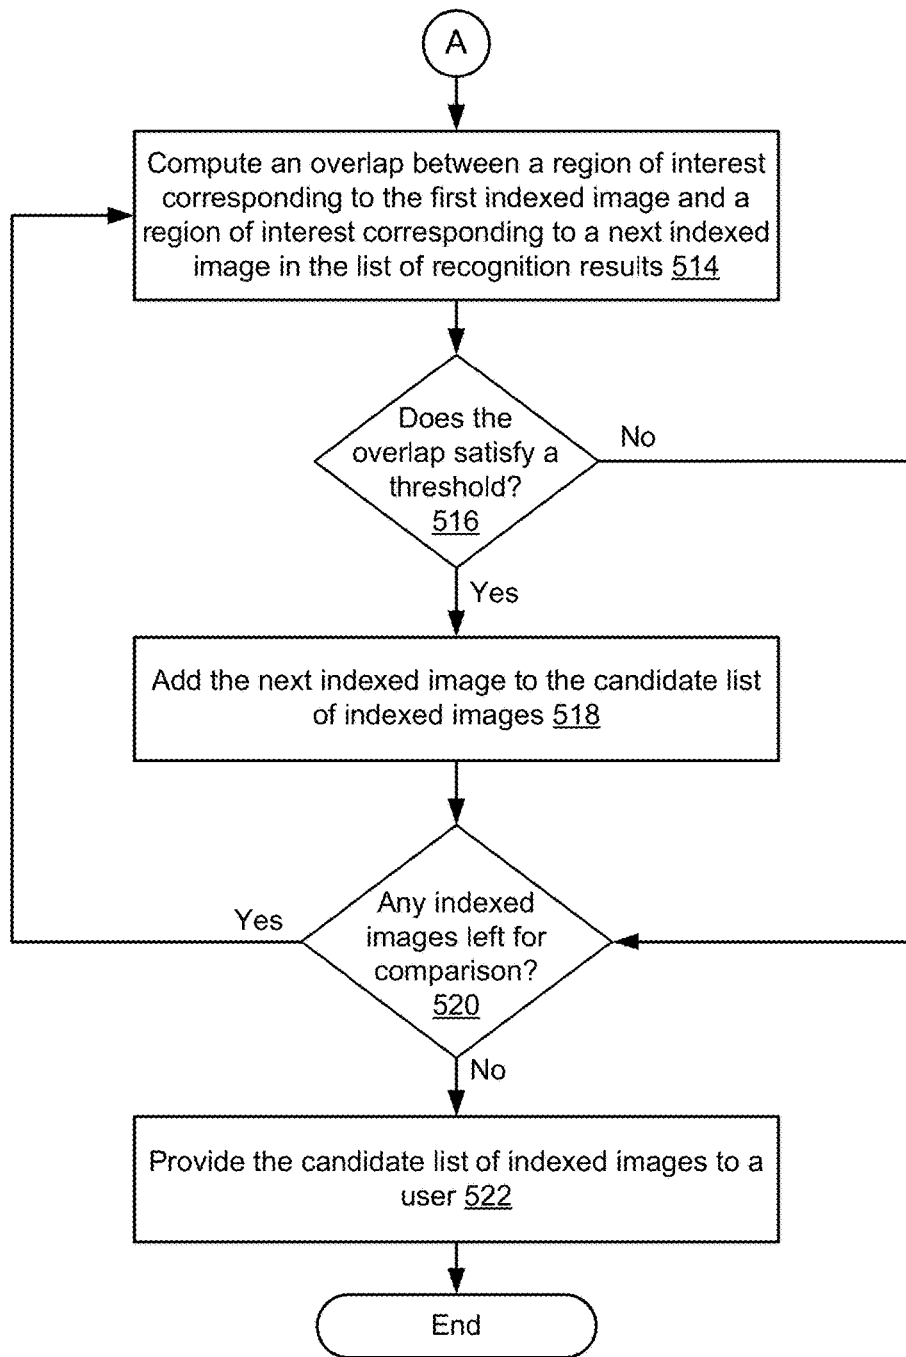 A
Compute an overlap between a region of interest
corresponding to the first indexed image and a
region of interest corresponding to a next indexed
image in the list of recognition results 514
Does the
overlap satisfy a
threshold?
516
No
Yes
Add the next indexed image to the candidate list
of indexed images 518
Any indexed
images left for
comparison?
520
Yes
No
Provide the candidate list of indexed images to a
user 522
End